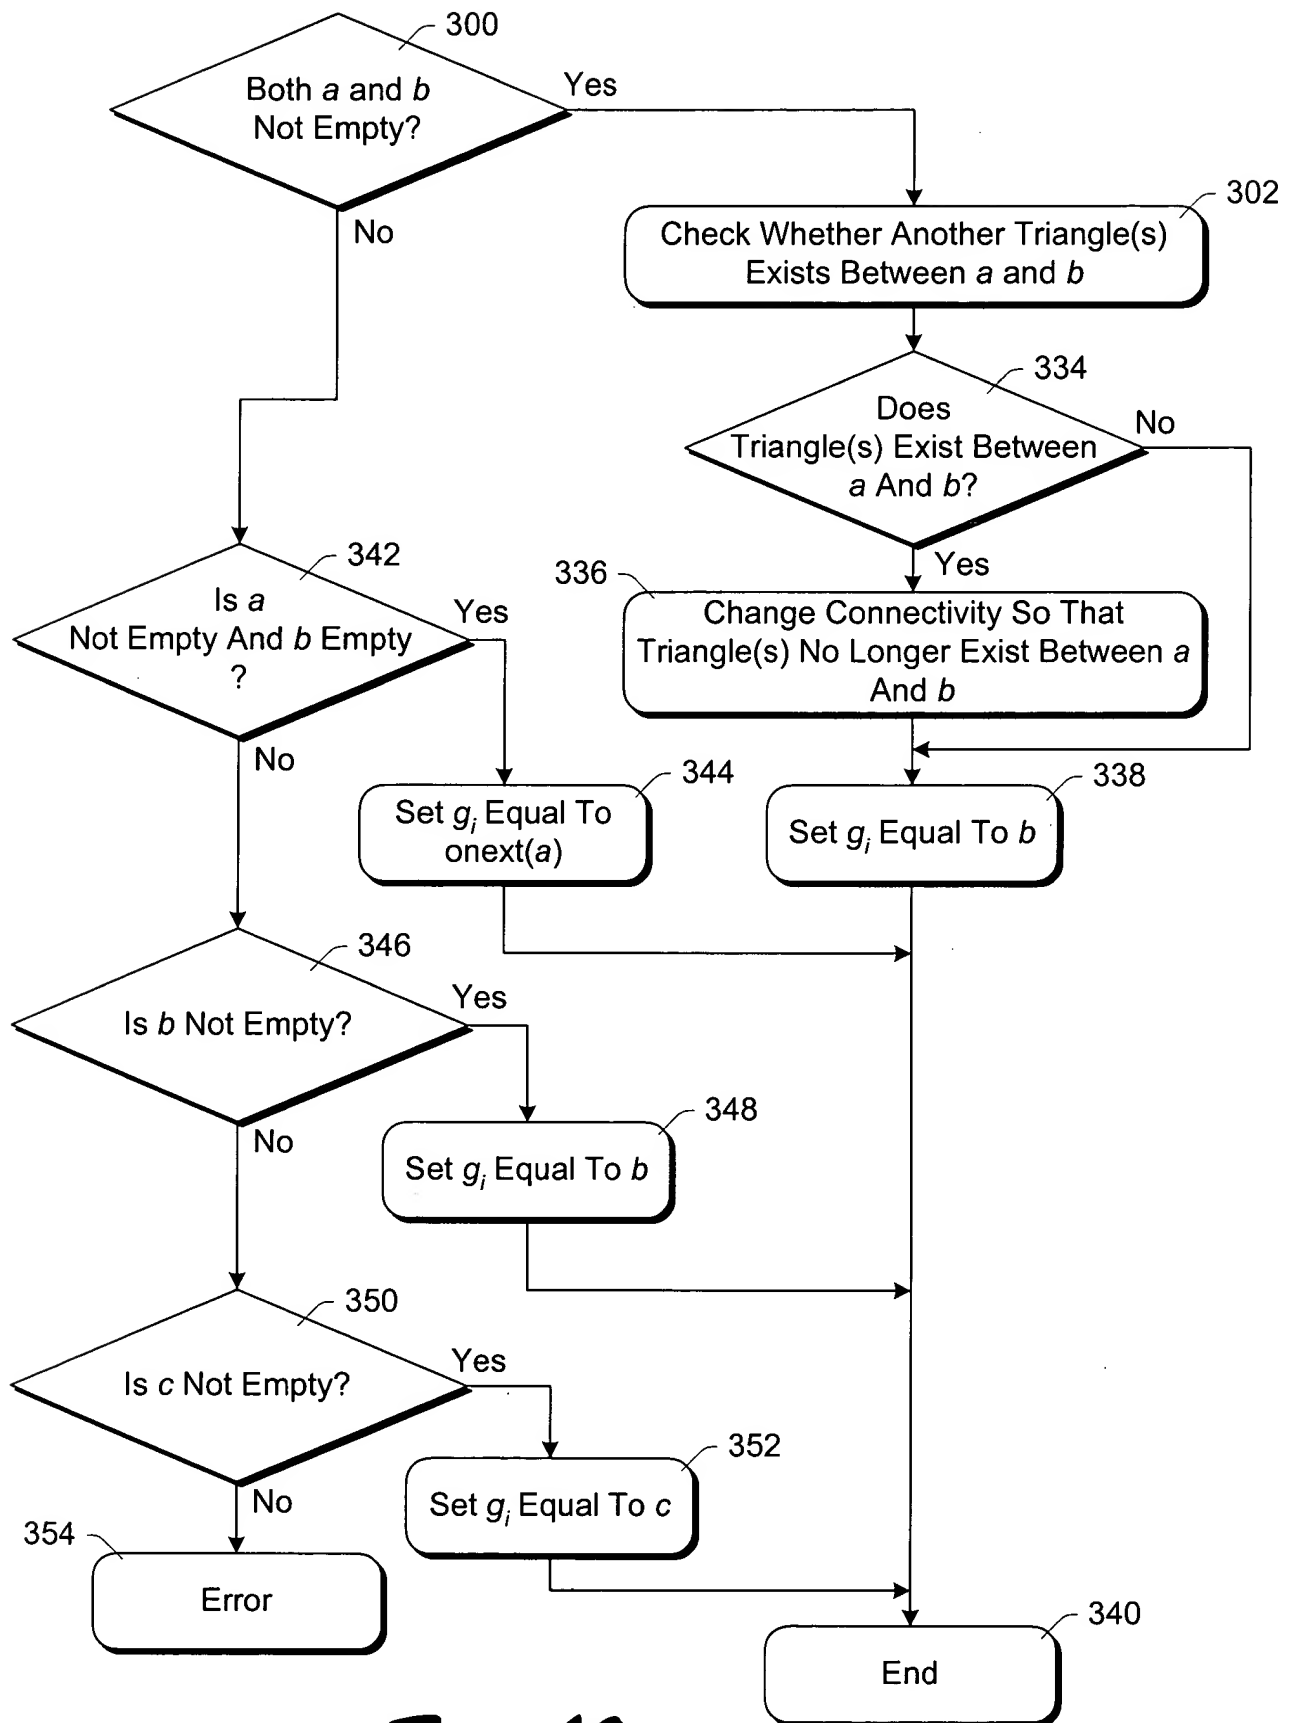 300
Both a and b
Not Empty?
Yes
No
302
Check Whether Another Triangle(s)
Exists Between a and b
334
Does
Triangle(s) Exist Between
a And b?
No
Yes
336
Change Connectivity So That
Triangle(s) No Longer Exist Between a
And b
342
Is a
Not Empty And b Empty
?
Yes
No
344
Set gi Equal To
onext(a)
338
Set gi Equal To b
346
Is b Not Empty?
Yes
No
348
Set gi Equal To b
350
Is c Not Empty?
Yes
No
352
Set gi Equal To c
354
Error
340
End